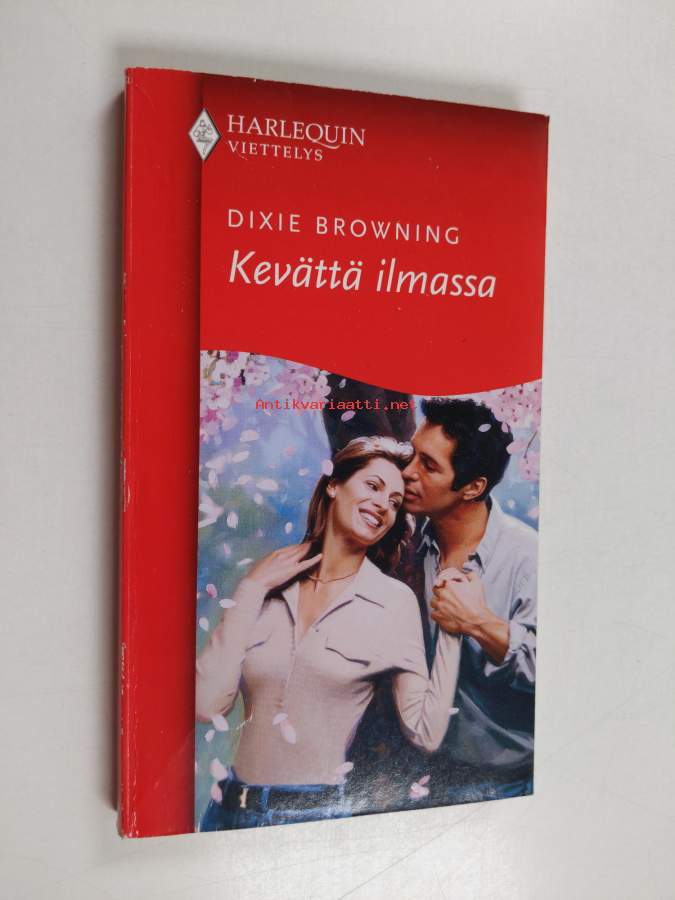 HARLEQUIN
VIETTELYS
DIXIE BROWNING
Kevättä ilmassa
Antikvariaatti.net